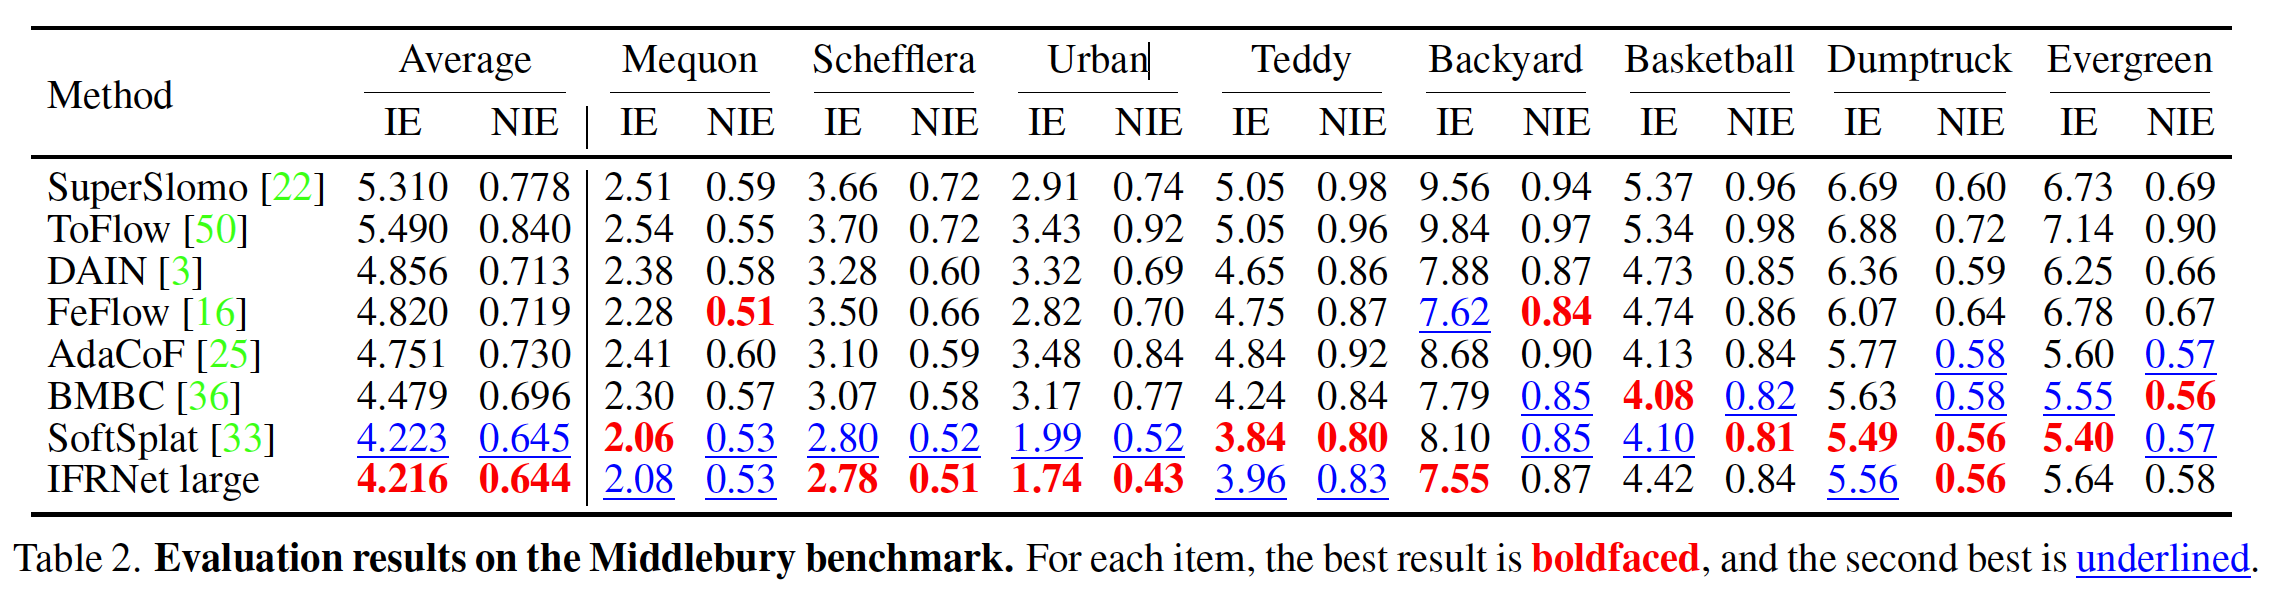 Method Average Mequon Schefflera Urban Teddy Backyard Basketball Dumptruck Evergreen
IE NIE IE NIE IE NIE IE NIE IE NIE IE NIE IE NIE IE NIE IE NIE
SuperSlomo [22] 5.310 0.778 2.51 0.59 3.66 0.72 2.91 0.74 5.05 0.98 9.56 0.94 5.37 0.96 6.69 0.60 6.73 0.69
ToFlow [50] 5.490 0.840 2.54 0.55 3.70 0.72 3.43 0.92 5.05 0.96 9.84 0.97 5.34 0.98 6.88 0.72 7.14 0.90
DAIN [3] 4.856 0.713 2.38 0.58 3.28 0.60 3.32 0.69 4.65 0.86 7.88 0.87 4.73 0.85 6.36 0.59 6.25 0.66
FeFlow [16] 4.820 0.719 2.28 0.51 3.50 0.66 2.82 0.70 4.75 0.87 7.62 0.84 4.74 0.86 6.07 0.64 6.78 0.67
AdaCoF [25] 4.751 0.730 2.41 0.60 3.10 0.59 3.48 0.84 4.84 0.92 8.68 0.90 4.13 0.84 5.77 0.58 5.60 0.57
BMBC [36] 4.479 0.696 2.30 0.57 3.07 0.58 3.17 0.77 4.24 0.84 7.79 0.85 4.08 0.82 5.63 0.58 5.55 0.56
SoftSplat [33] 4.223 0.645 2.06 0.53 2.80 0.52 1.99 0.52 3.84 0.80 8.10 0.85 4.10 0.81 5.49 0.56 5.40 0.57
IFRNet large 4.216 0.644 2.08 0.53 2.78 0.51 1.74 0.43 3.96 0.83 7.55 0.87 4.42 0.84 5.56 0.56 5.64 0.58
Table 2. Evaluation results on the Middlebury benchmark. For each item, the best result is boldfaced, and the second best is underlined.